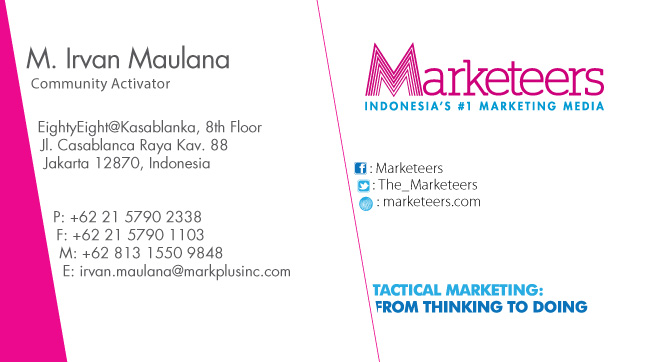 M. Irvan Maulana
Community Activator
EightyEight@Kasablanka, 8th Floor
Jl. Casablanca Raya Kav. 88
Jakarta 12870, Indonesia
P: +62 21 5790 2338
F: +62 21 5790 1103
M: +62 813 1550 9848
E: irvan.maulana@markplusinc.com
Marketeers
INDONESIA'S #1 MARKETING MEDIA
: Marketeers
: The_Marketeers
: marketeers.com
TACTICAL MARKETING:
FROM THINKING TO DOING